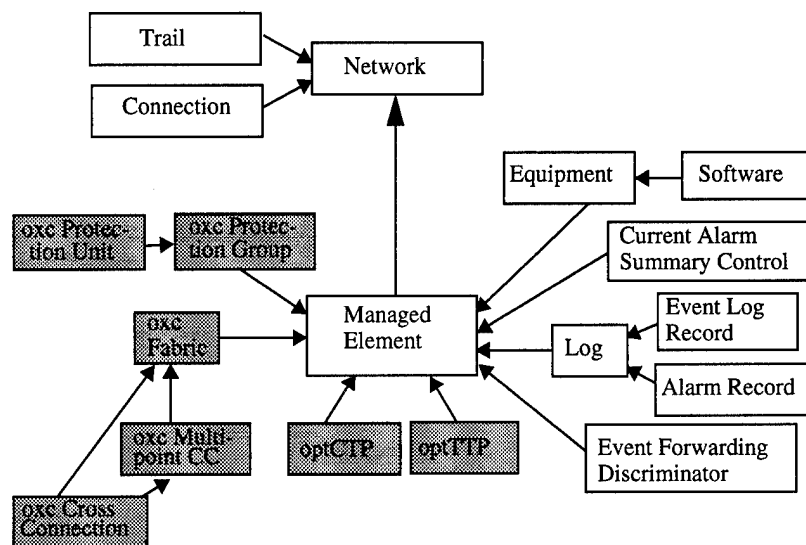 Trail
Network
Connection
Equipment
Software
oxc Protec-
tion Unit
oxc Protec-
tion Group
Current Alarm
Summary Control
Managed
Element
Event Log
Record
oxc
Fabric
Log
Alarm Record
oxc Multi-
point CC
optCTP
optTTP
Event Forwarding
Discriminator
oxc Cross
Connection